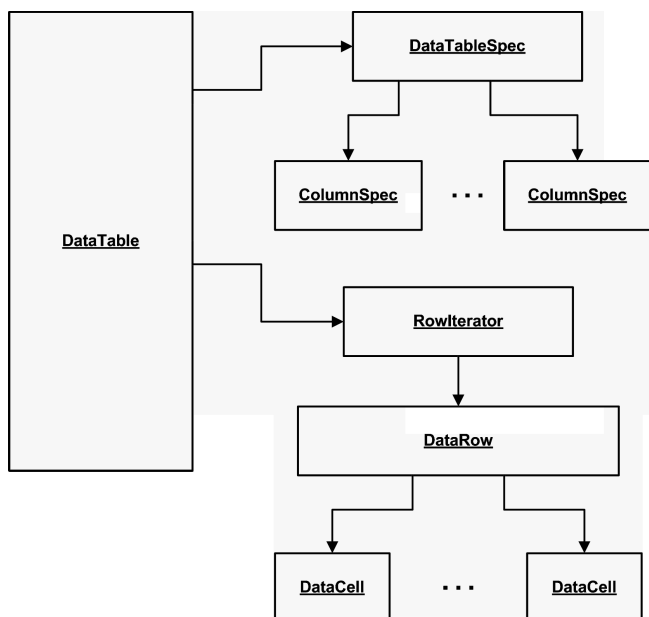 DataTableSpec
ColumnSpec ... ColumnSpec
DataTable
RowIterator
DataRow
DataCell ... DataCell